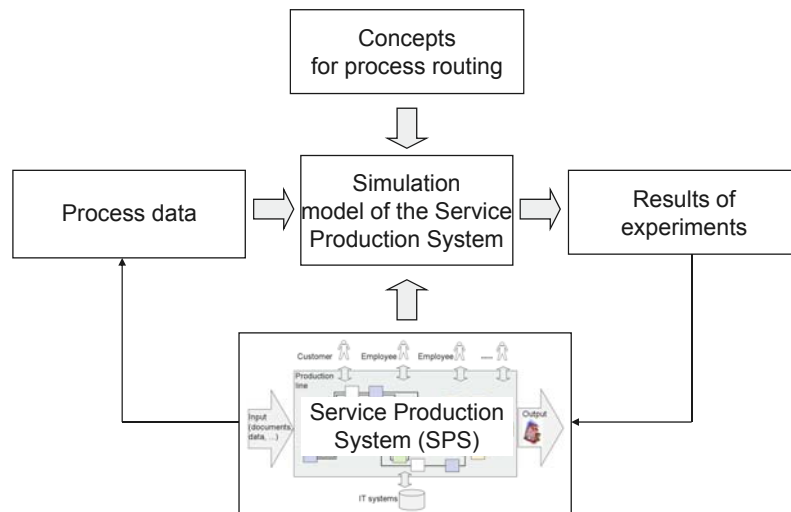 Concepts
for process routing
Process data
Simulation
model of the Service
Production System
Results of
experiments
Customer
Employee
Employee
.....
Production
line
Input
(documents,
data, ...)
Service Production
System (SPS)
Output
IT systems